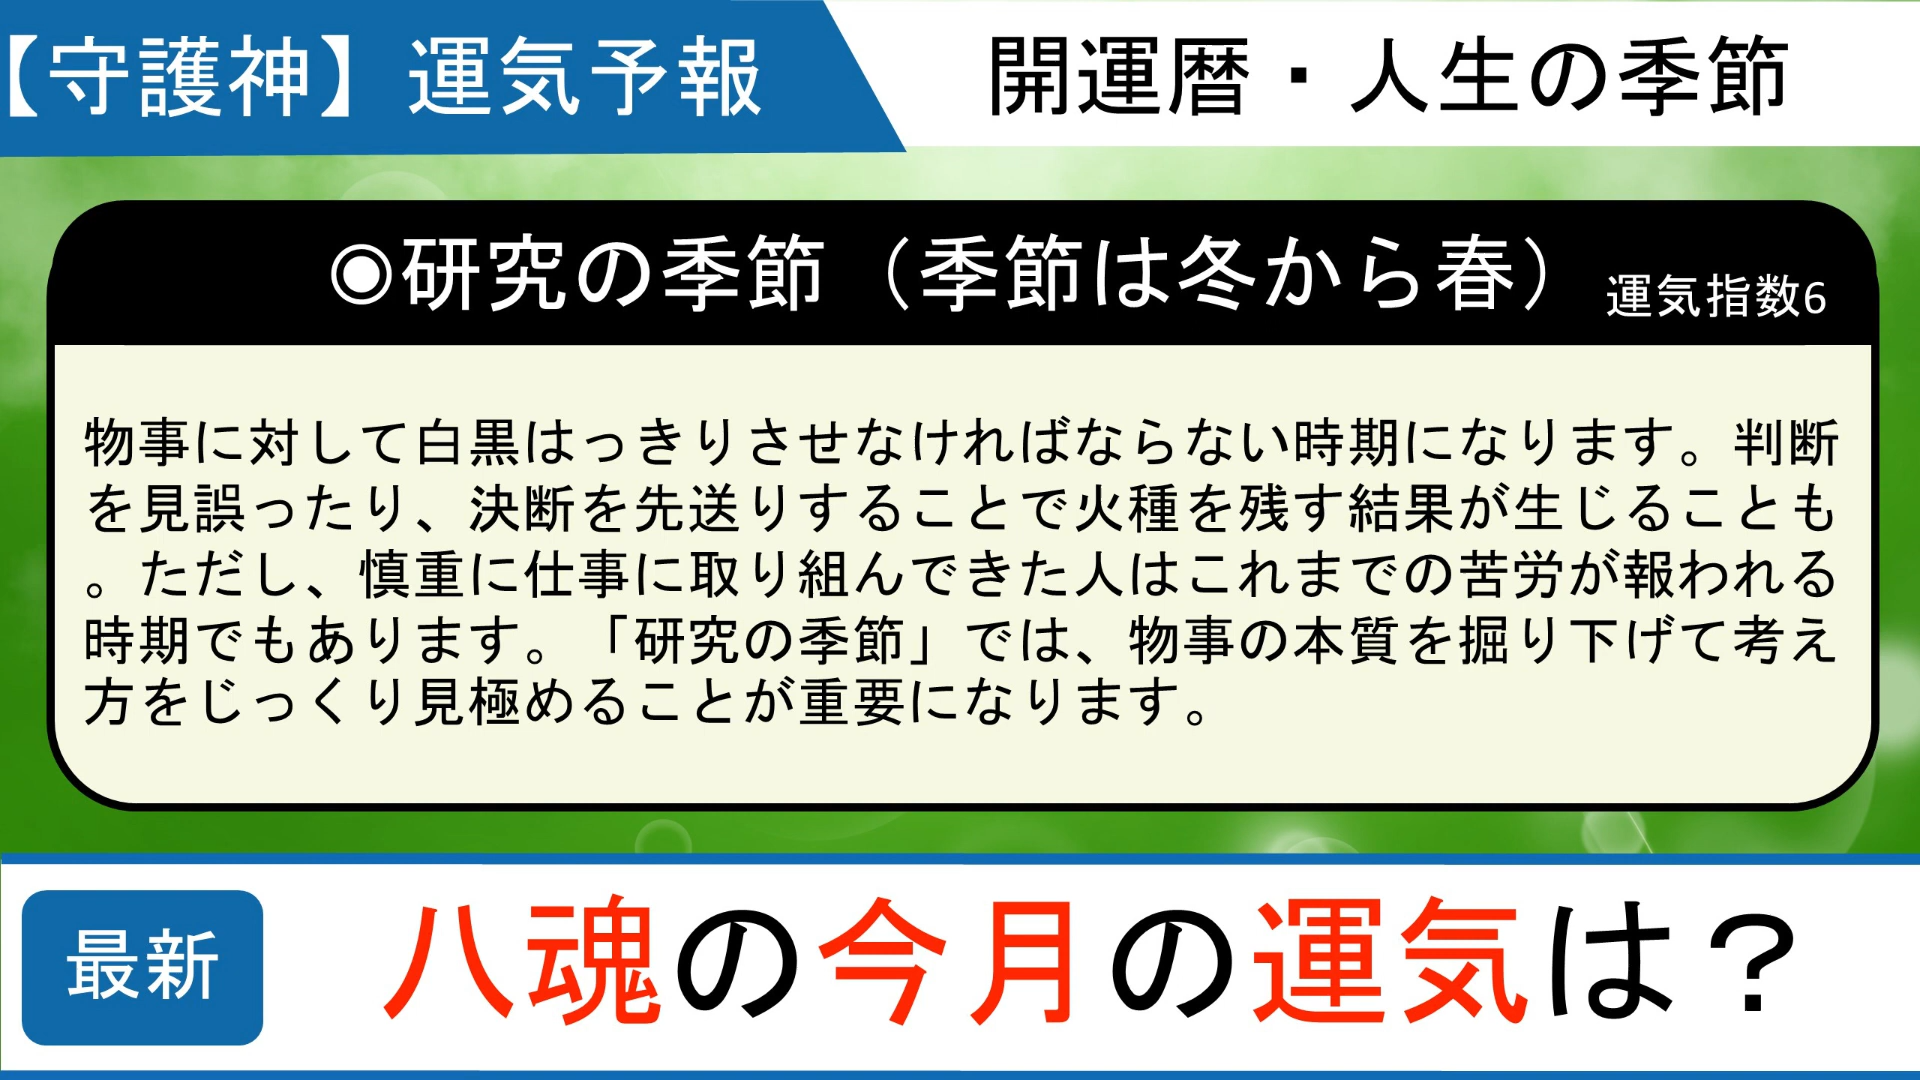 【守護神】運気予報
開運暦・人生の季節
◉研究の季節（季節は冬から春）
運気指数6
物事に対して白黒はっきりさせなければならない時期になります。判断
を見誤ったり、決断を先送りすることで火種を残す結果が生じることも
。ただし、慎重に仕事に取り組んできた人はこれまでの苦労が報われる
時期でもあります。「研究の季節」では、物事の本質を掘り下げて考え
方をじっくり見極めることが重要になります。
最新
八魂の今月の運気は？